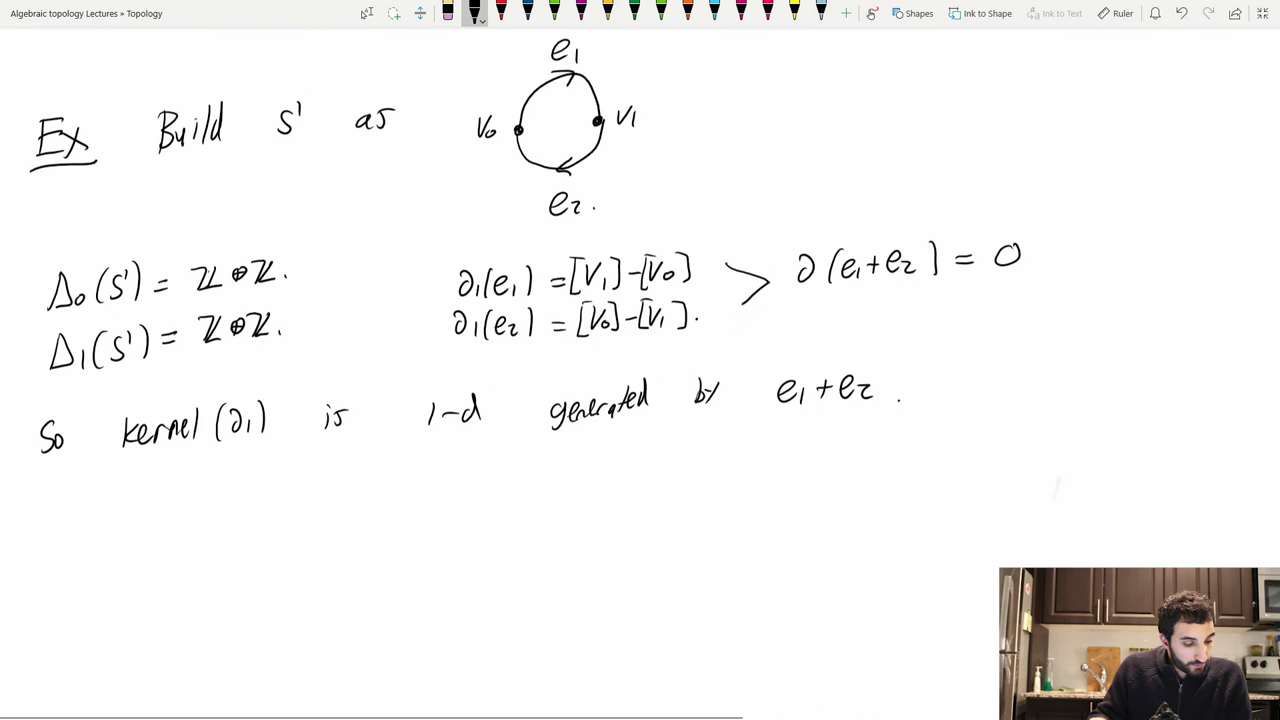 Algebraic topology Lectures » Topology
Shapes
Ink to Shape
Ink to Text
Ruler
e₁
Ex Build S¹ as
V₀
V₁
e₂.
Δ₀(S¹) = ℤ⊕ℤ.
∂₁(e₁) = [V₁]-[V₀]
> ∂(e₁+e₂) = 0
Δ₁(S¹) = ℤ⊕ℤ.
∂₁(e₂) = [V₀]-[V₁].
So kernel(∂₁) is 1-d generated by e₁+e₂.